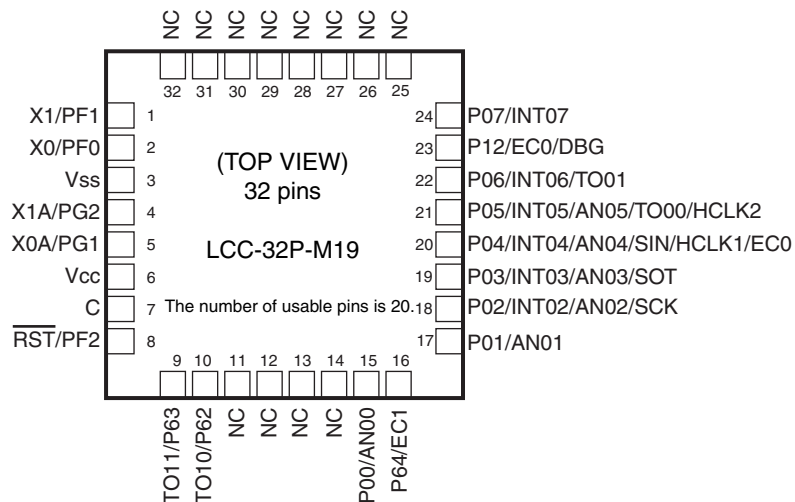 NC NC NC NC NC NC NC NC
32 31 30 29 28 27 26 25
X1/PF1 1
X0/PF0 2
Vss 3
X1A/PG2 4
X0A/PG1 5
Vcc 6
C 7
RST/PF2 8
(TOP VIEW)
32 pins
LCC-32P-M19
The number of usable pins is 20.
24 P07/INT07
23 P12/EC0/DBG
22 P06/INT06/TO01
21 P05/INT05/AN05/TO00/HCLK2
20 P04/INT04/AN04/SIN/HCLK1/EC0
19 P03/INT03/AN03/SOT
18 P02/INT02/AN02/SCK
17 P01/AN01
9 10 11 12 13 14 15 16
TO11/P63 TO10/P62 NC NC NC NC P00/AN00 P64/EC1